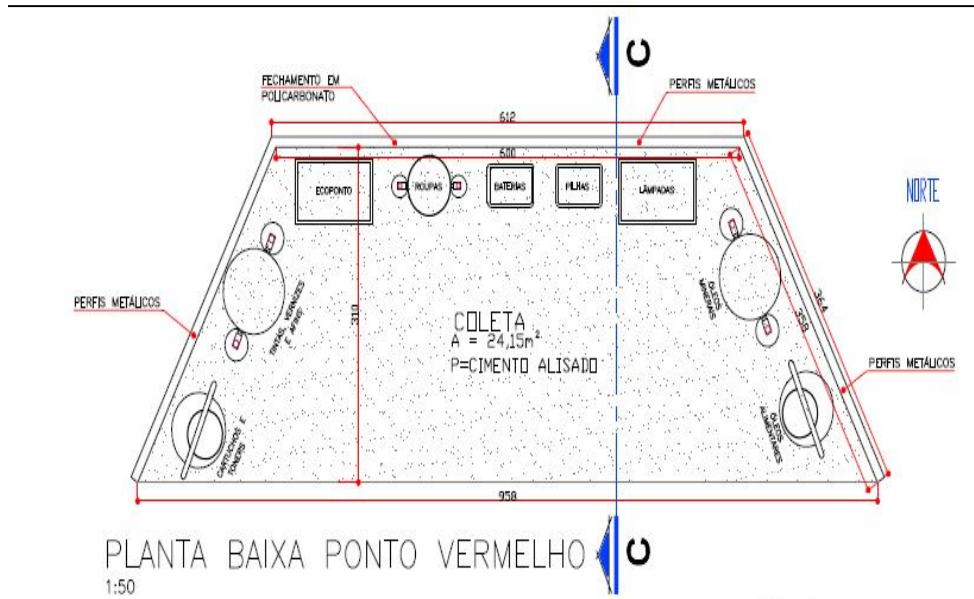 C
FECHAMENTO EM
POLICARBONATO
PERFIS METÁLICOS
612
600
ECOPONTO
ROUPAS
BATERIAS
PILHAS
LÂMPADAS
NORTE
PERFIS METÁLICOS
TINTAS, VERNIZES
E AFINS
310
COLETA
A = 24,15m²
P=CIMENTO ALISADO
ÓLEOS
MINERAIS
364
358
PERFIS METÁLICOS
CARTUCHOS E
TONERS
ÓLEOS
ALIMENTARES
958
PLANTA BAIXA PONTO VERMELHO
C
1:50